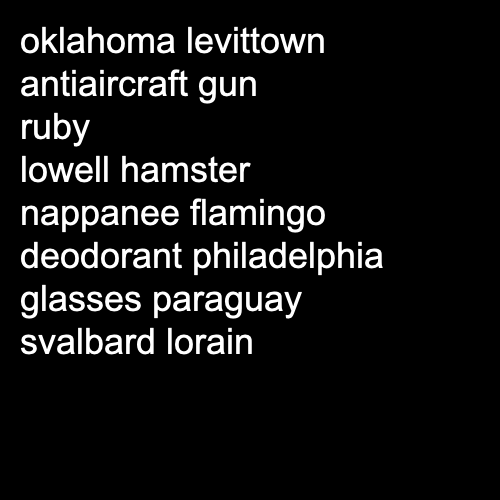 oklahoma levittown
antiaircraft gun
ruby
lowell hamster
nappanee flamingo
deodorant philadelphia
glasses paraguay
svalbard lorain